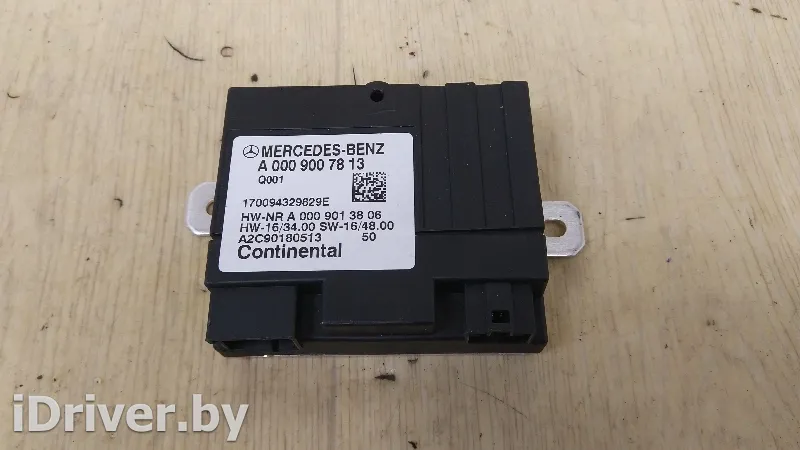 MERCEDES-BENZ
A 000 900 78 13
Q001
170094329829E
HW-NR A 000 901 38 06
HW-16/34.00 SW-16/48.00
A2C90180513 50
Continental
iDriver.by